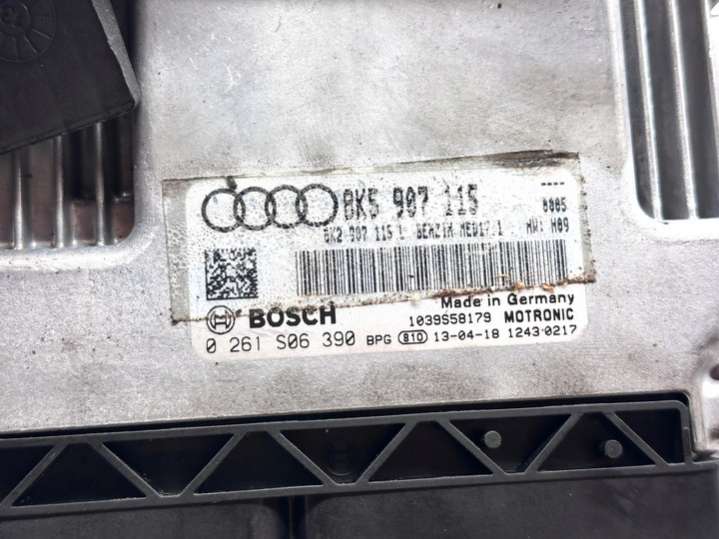 8K5 907 115
----
0005
8K2 907 115 L BENZIN MED17.1 HW: H09
Made in Germany
BOSCH 1039S58179 MOTRONIC
0 261 S06 390 BPG 810 13-04-18 1243 0217